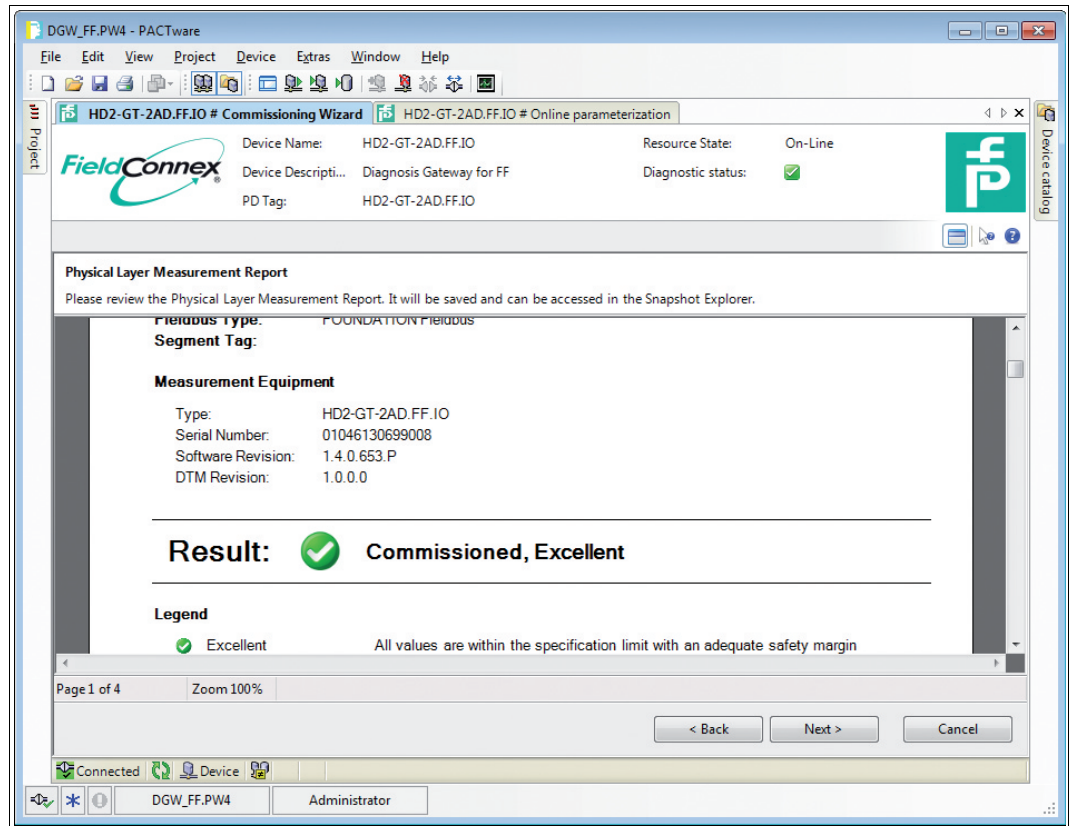 DGW_FF.PW4 - PACTware
File Edit View Project Device Extras Window Help
HD2-GT-2AD.FF.IO # Commissioning Wizard HD2-GT-2AD.FF.IO # Online parameterization
Project
Device catalog
FieldConnex®
Device Name: HD2-GT-2AD.FF.IO Resource State: On-Line
Device Descripti... Diagnosis Gateway for FF Diagnostic status:
PD Tag: HD2-GT-2AD.FF.IO
Physical Layer Measurement Report
Please review the Physical Layer Measurement Report. It will be saved and can be accessed in the Snapshot Explorer.
Fieldbus Type: FOUNDATION Fieldbus
Segment Tag:
Measurement Equipment
Type: HD2-GT-2AD.FF.IO
Serial Number: 01046130699008
Software Revision: 1.4.0.653.P
DTM Revision: 1.0.0.0
Result: Commissioned, Excellent
Legend
Excellent All values are within the specification limit with an adequate safety margin
Page 1 of 4 Zoom 100%
< Back Next > Cancel
Connected Device
DGW_FF.PW4 Administrator